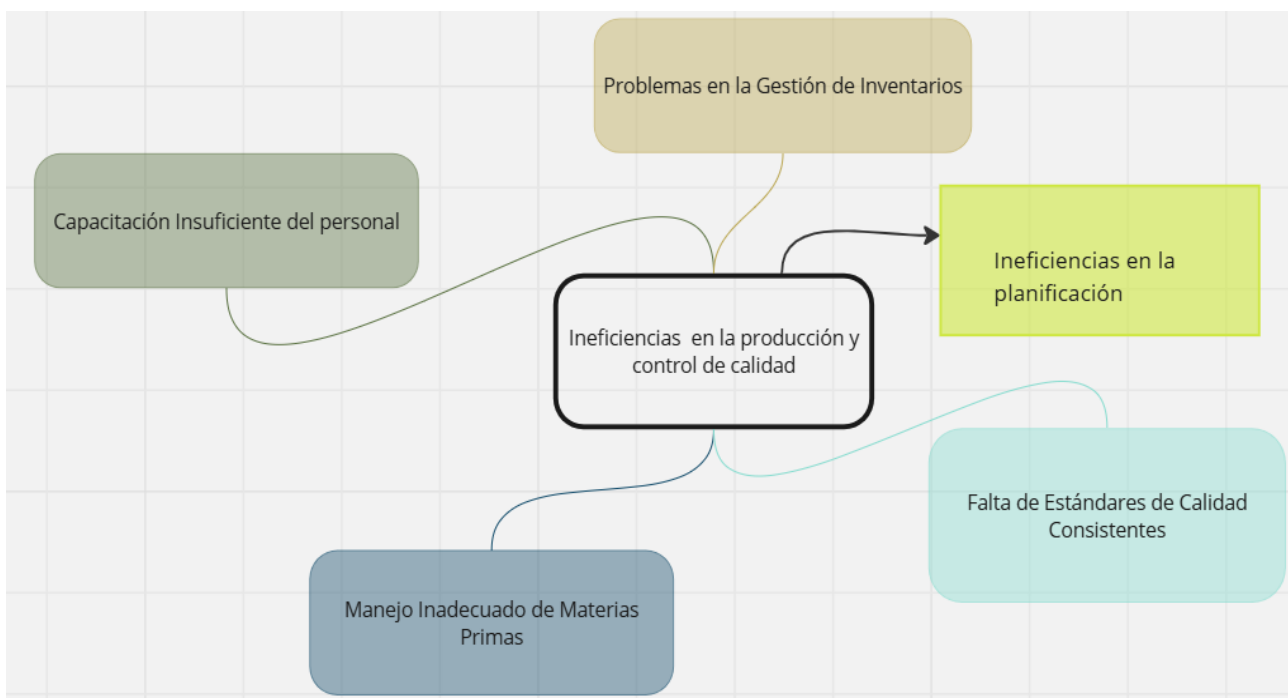 Problemas en la Gestión de Inventarios
Capacitación Insuficiente del personal
Ineficiencias en la
planificación
Ineficiencias  en la producción y
control de calidad
Falta de Estándares de Calidad
Consistentes
Manejo Inadecuado de Materias
Primas